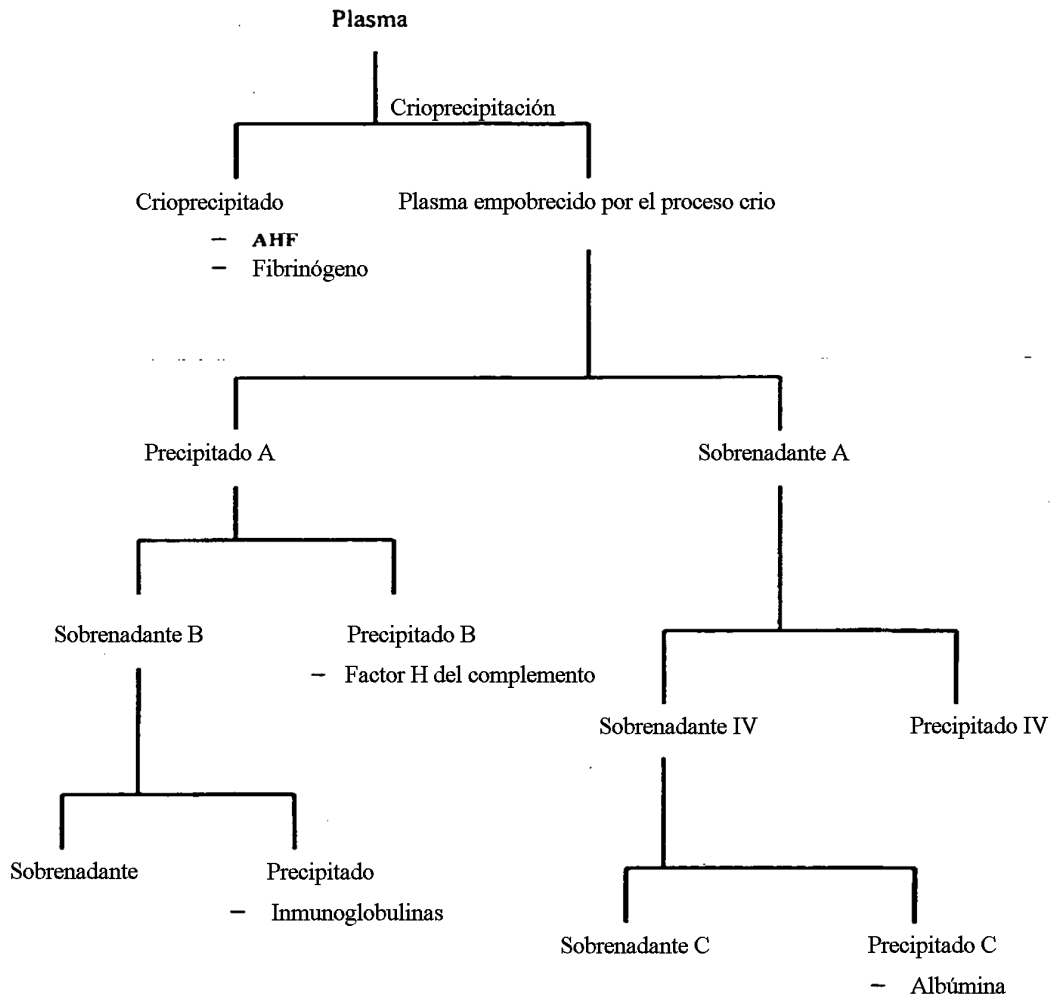 Plasma
Crioprecipitación
Crioprecipitado
Plasma empobrecido por el proceso crio
– AHF
– Fibrinógeno
Precipitado A
Sobrenadante A
Sobrenadante B
Precipitado B
– Factor H del complemento
Sobrenadante IV
Precipitado IV
Sobrenadante
Precipitado
– Inmunoglobulinas
Sobrenadante C
Precipitado C
– Albúmina